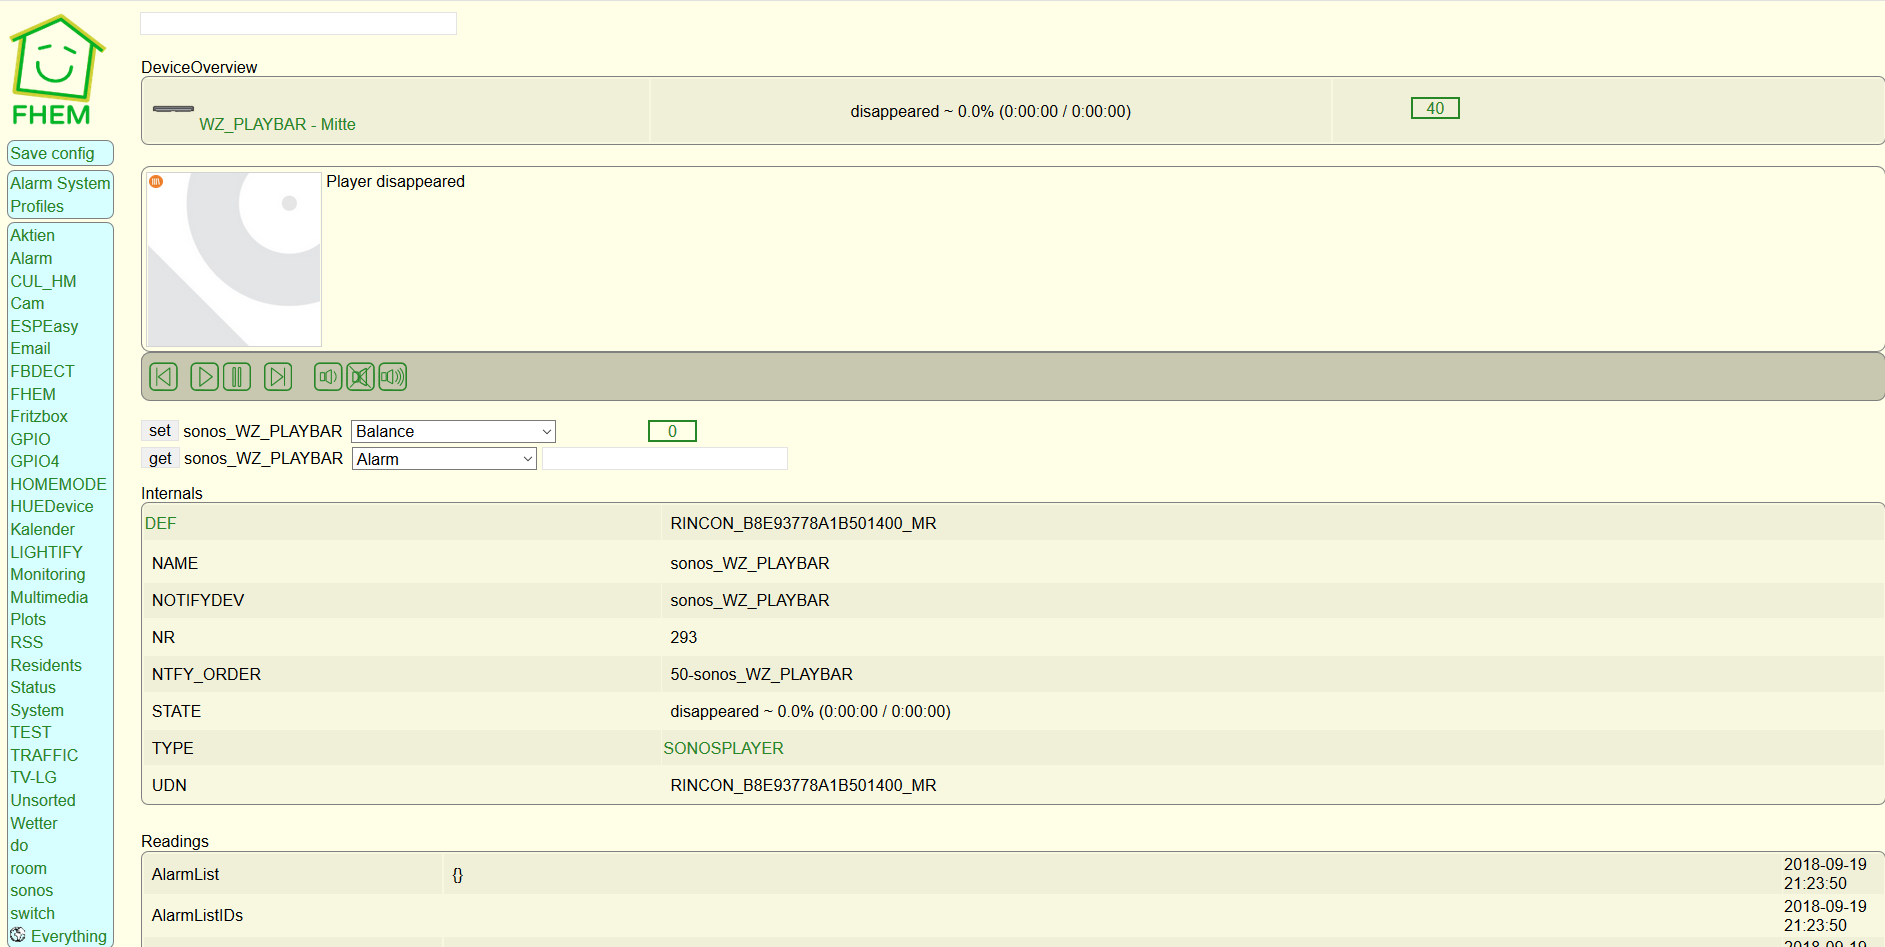 FHEM
Save config
Alarm System
Profiles
Aktien
Alarm
CUL_HM
Cam
ESPEasy
Email
FBDECT
FHEM
Fritzbox
GPIO
GPIO4
HOMEMODE
HUEDevice
Kalender
LIGHTIFY
Monitoring
Multimedia
Plots
RSS
Residents
Status
System
TEST
TRAFFIC
TV-LG
Unsorted
Wetter
do
room
sonos
switch
Everything
DeviceOverview
WZ_PLAYBAR - Mitte disappeared ~ 0.0% (0:00:00 / 0:00:00) 40
Player disappeared
set sonos_WZ_PLAYBAR Balance 0
get sonos_WZ_PLAYBAR Alarm
Internals
DEF RINCON_B8E93778A1B501400_MR
NAME sonos_WZ_PLAYBAR
NOTIFYDEV sonos_WZ_PLAYBAR
NR 293
NTFY_ORDER 50-sonos_WZ_PLAYBAR
STATE disappeared ~ 0.0% (0:00:00 / 0:00:00)
TYPE SONOSPLAYER
UDN RINCON_B8E93778A1B501400_MR
Readings
AlarmList {} 2018-09-19
21:23:50
AlarmListIDs 2018-09-19
21:23:50
2018-09-19